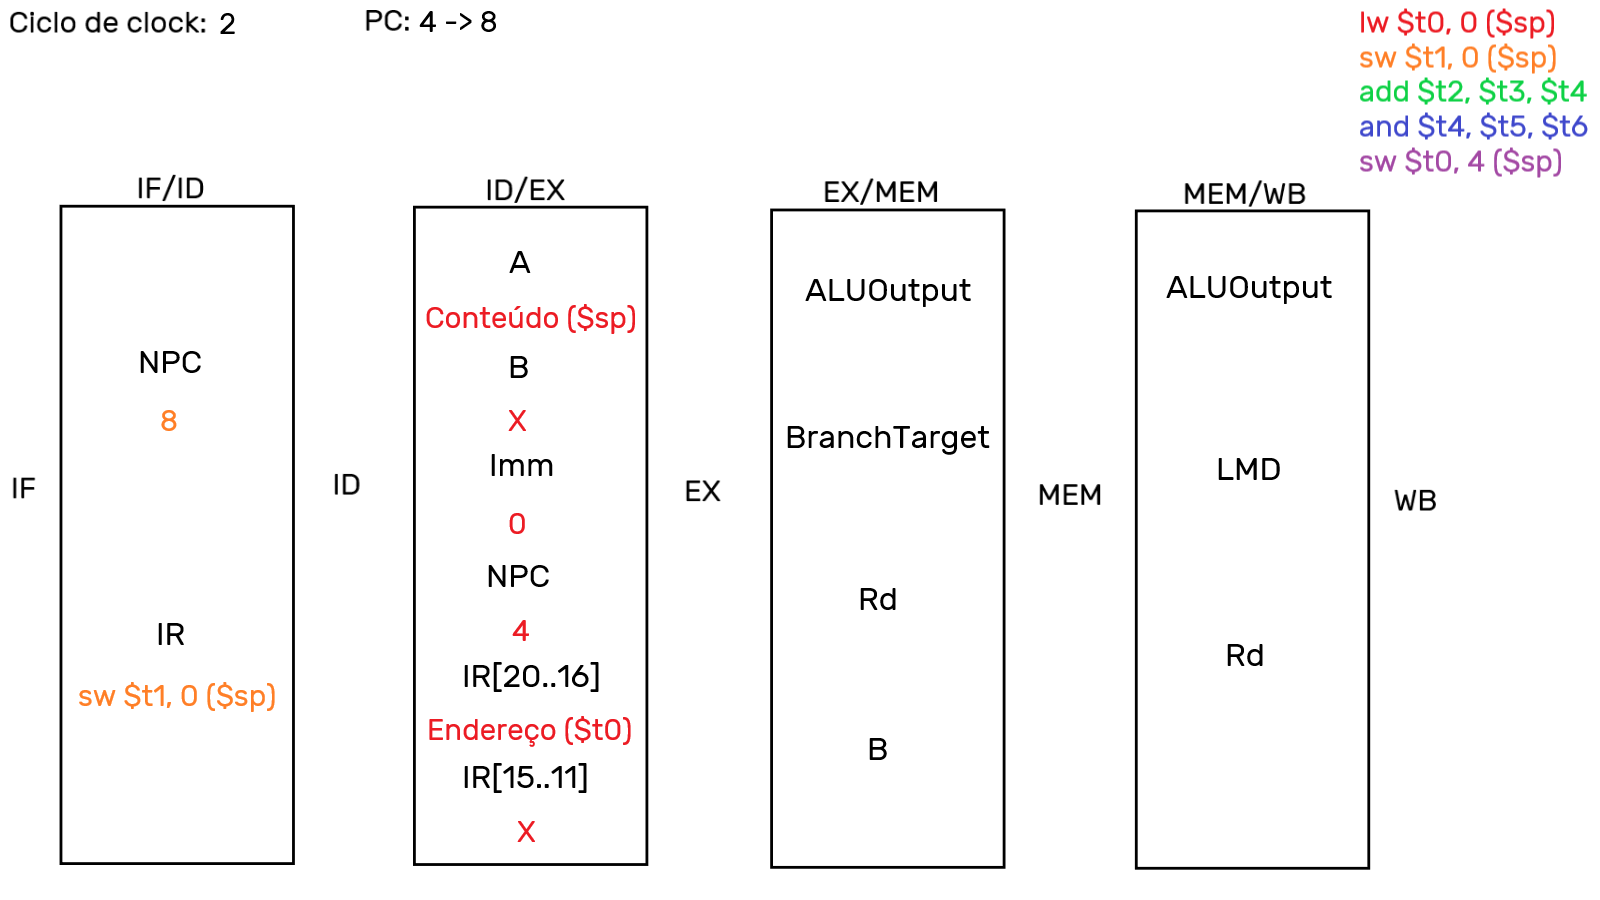 Ciclo de clock: 2
PC: 4 -> 8
lw $t0, 0 ($sp)
sw $t1, 0 ($sp)
add $t2, $t3, $t4
and $t4, $t5, $t6
sw $t0, 4 ($sp)
IF
IF/ID
NPC
8
IR
sw $t1, 0 ($sp)
ID
ID/EX
A
Conteúdo ($sp)
B
X
Imm
0
NPC
4
IR[20..16]
Endereço ($t0)
IR[15..11]
X
EX
EX/MEM
ALUOutput
BranchTarget
Rd
B
MEM
MEM/WB
ALUOutput
LMD
Rd
WB